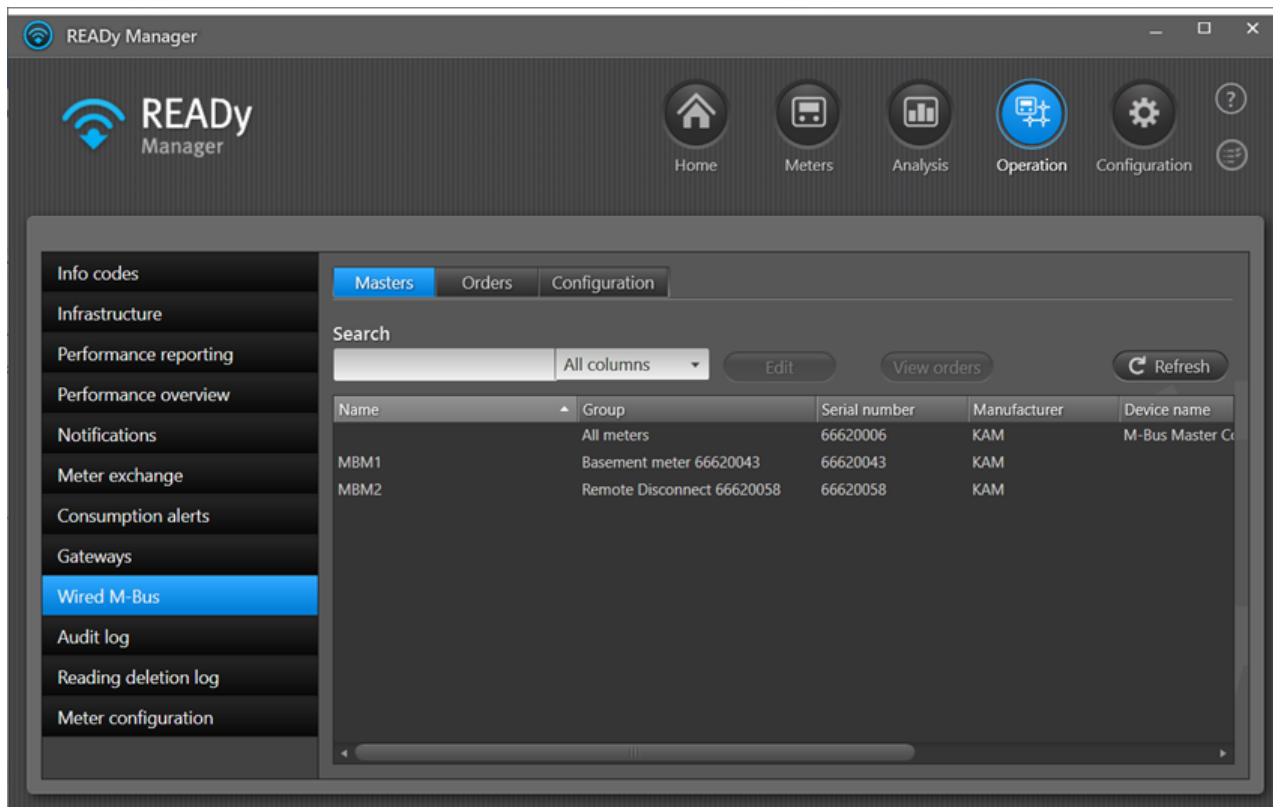 READy Manager
READy
Manager
?
Home Meters Analysis Operation Configuration
Info codes
Infrastructure
Performance reporting
Performance overview
Notifications
Meter exchange
Consumption alerts
Gateways
Wired M-Bus
Audit log
Reading deletion log
Meter configuration
Masters Orders Configuration
Search
All columns Edit View orders Refresh
Name Group Serial number Manufacturer Device name
All meters 66620006 KAM M-Bus Master Co
MBM1 Basement meter 66620043 66620043 KAM
MBM2 Remote Disconnect 66620058 66620058 KAM